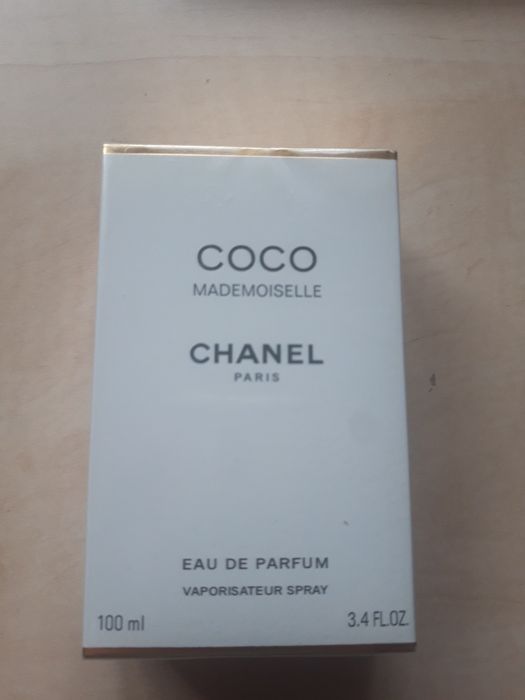 COCO
MADEMOISELLE
CHANEL
PARIS
EAU DE PARFUM
VAPORISATEUR SPRAY
100 ml 3.4 FL.OZ.